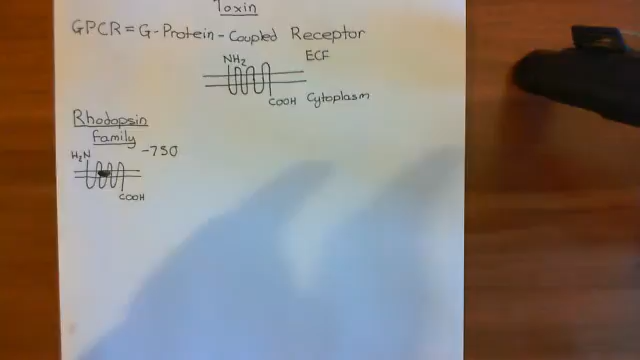 Toxin
GPCR = G-Protein-Coupled Receptor
NH2 ECF
COOH Cytoplasm
Rhodopsin
Family
H2N -750
COOH